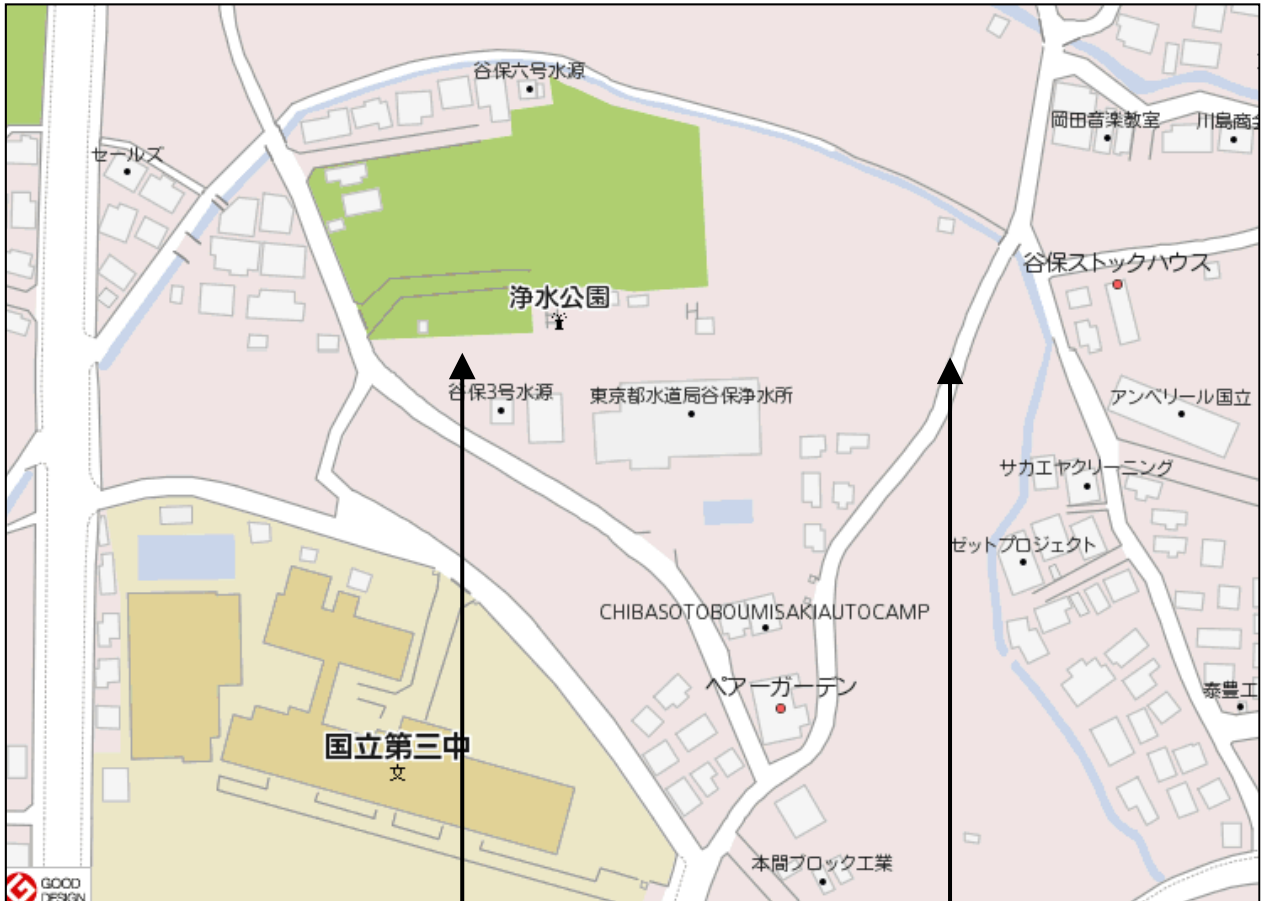 谷保六号水源
岡田音楽教室
セールズ
谷保ストックハウス
浄水公園
谷保3号水源
東京都水道局谷保浄水所
アンベリール国立
サカエヤクリーニング
ゼットプロジェクト
CHIBASOTOBOUMISAKIAUTOCAMP
ペアーガーデン
国立第三中
文
本間ブロック工業
GOOD
DESIGN
川島商
泰豊工